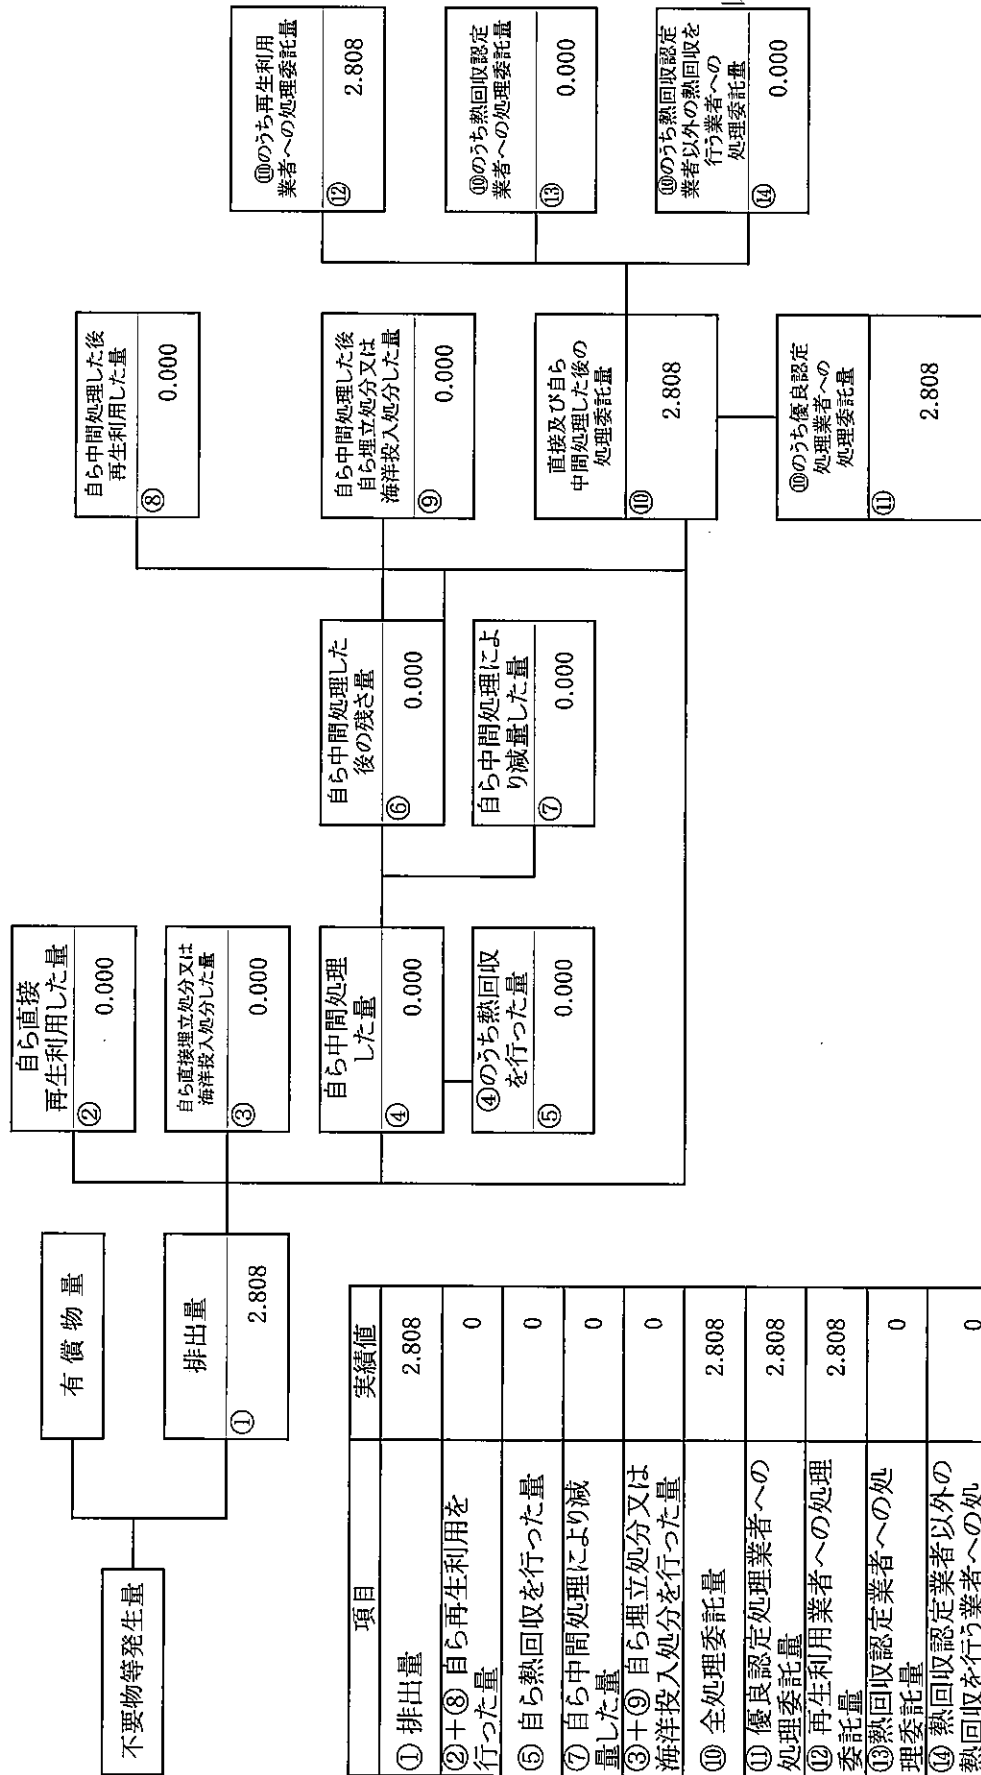 不要物等発生量
有償物量
排出量
① 2.808
自ら直接
再生利用した量
② 0.000
自ら直接埋立処分又は
海洋投入処分した量
③ 0.000
自ら中間処理
した量
④ 0.000
④のうち熱回収
を行った量
⑤ 0.000
自ら中間処理した
後の残さ量
⑥ 0.000
自ら中間処理によ
り減量した量
⑦ 0.000
自ら中間処理した後
再生利用した量
⑧ 0.000
自ら中間処理した後
自ら埋立処分又は
海洋投入処分した量
⑨ 0.000
直接及び自ら
中間処理した後の
処理委託量
⑩ 2.808
⑩のうち優良認定
処理業者への
処理委託量
⑪ 2.808
⑩のうち再生利用
業者への処理委託量
⑫ 2.808
⑩のうち熱回収認定
業者への処理委託量
⑬ 0.000
⑩のうち熱回収認定
業者以外の熱回収を
行う業者への
処理委託量
⑭ 0.000
項目 実績値
①排出量 2.808
②+⑧自ら再生利用を
行った量 0
⑤自ら熱回収を行った量 0
⑦自ら中間処理により減
量した量 0
③+⑨自ら埋立処分又は
海洋投入処分を行った量 0
⑩全処理委託量 2.808
⑪優良認定処理業者への
処理委託量 2.808
⑫再生利用業者への処理
委託量 2.808
⑬熱回収認定業者への処
理委託量 0
⑭熱回収認定業者以外の
熱回収を行う業者への処 0